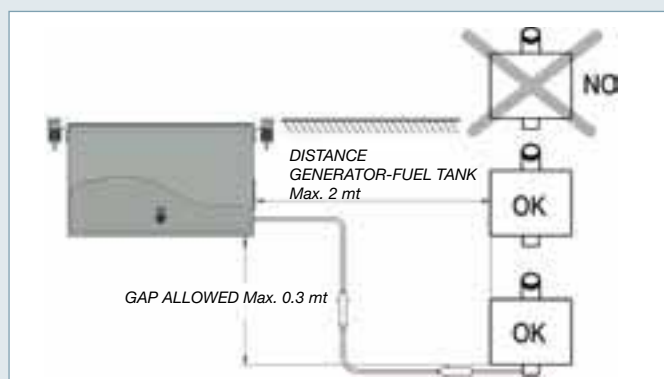 NO
DISTANCE
GENERATOR-FUEL TANK
Max. 2 mt
OK
GAP ALLOWED Max. 0.3 mt
OK